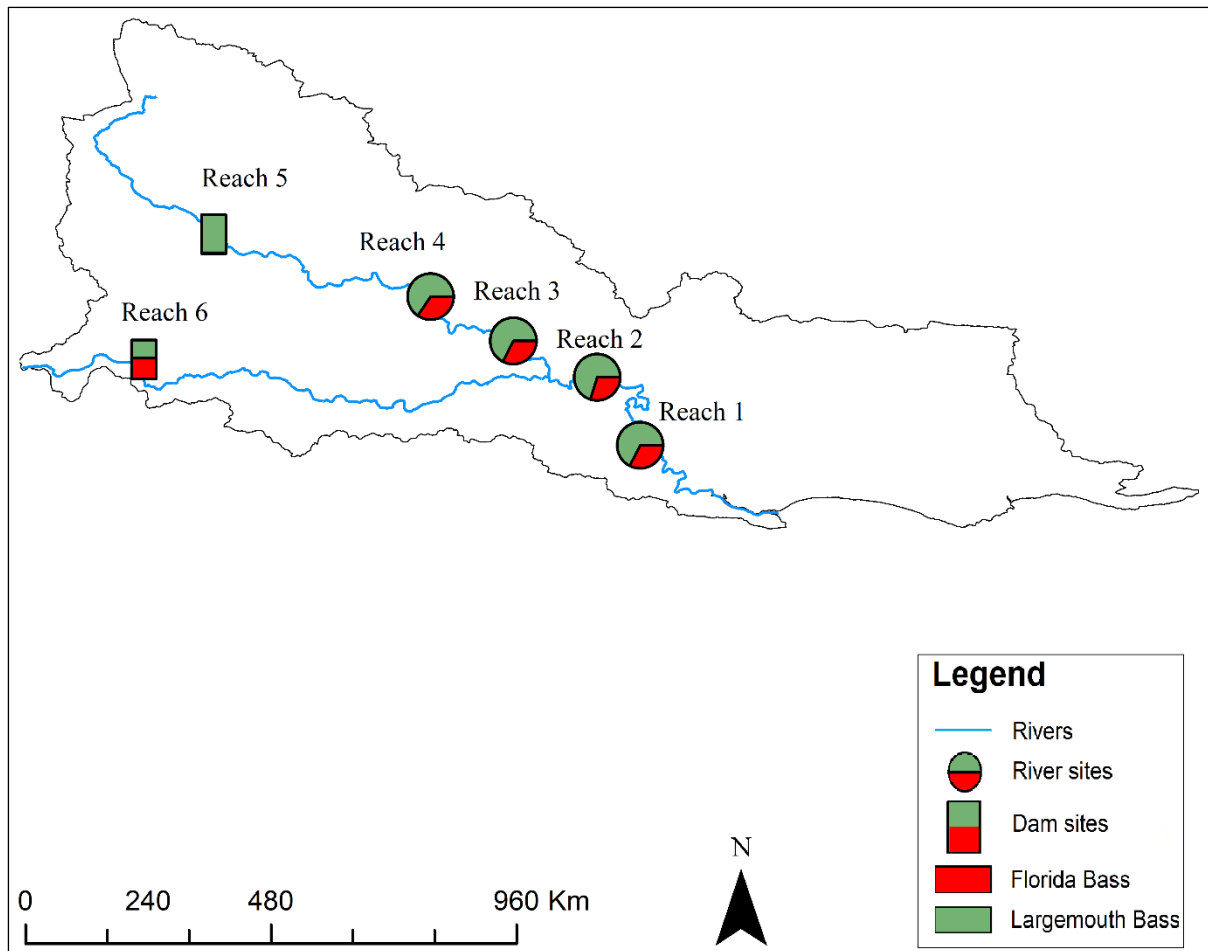 Reach 5
Reach 4
Reach 3
Reach 6
Reach 2
Reach 1
Legend
Rivers
River sites
Dam sites
Florida Bass
Largemouth Bass
N
0 240 480 960 Km